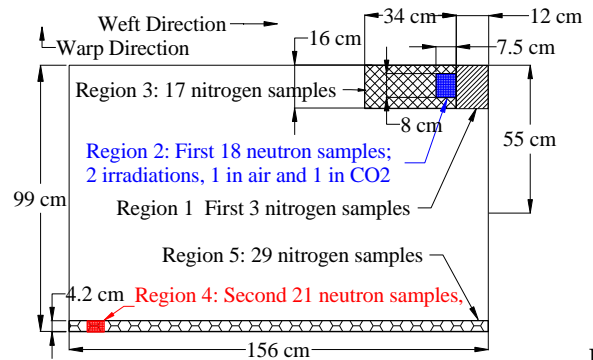 Weft Direction
Warp Direction
34 cm
12 cm
16 cm
7.5 cm
Region 3: 17 nitrogen samples
8 cm
Region 2: First 18 neutron samples;
2 irradiations, 1 in air and 1 in CO2
55 cm
99 cm
Region 1 First 3 nitrogen samples
Region 5: 29 nitrogen samples
4.2 cm
Region 4: Second 21 neutron samples,
156 cm